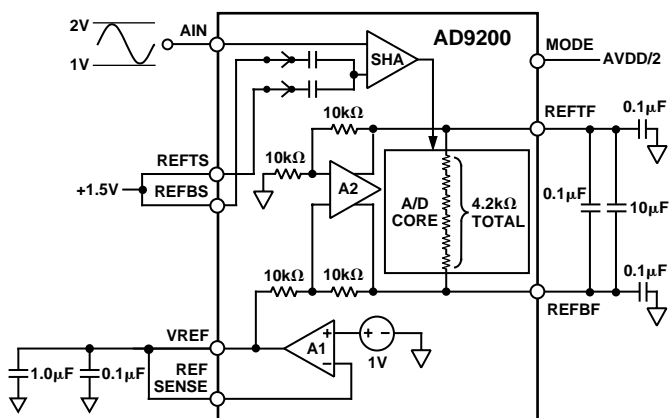 2V
1V
AIN
AD9200
SHA
MODE
AVDD/2
10kΩ
REFTF
0.1µF
REFTS
10kΩ
+1.5V
REFBS
A2
A/D
CORE
4.2kΩ
TOTAL
0.1µF
10µF
10kΩ
10kΩ
0.1µF
REFBF
VREF
A1
+
−
+ −
1V
1.0µF
0.1µF
REF
SENSE